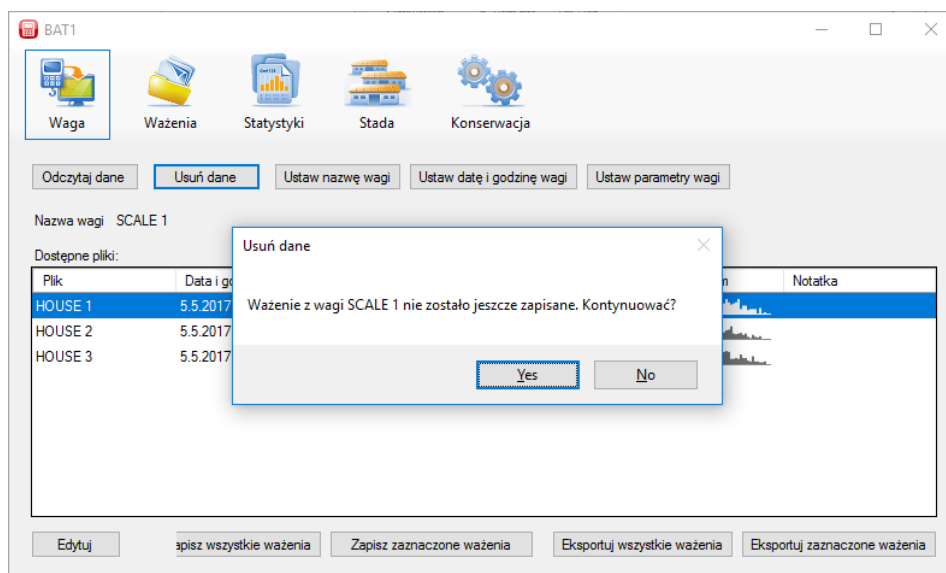 BAT1
Waga Ważenia Statystyki Stada Konserwacja
Odczytaj dane Usuń dane Ustaw nazwę wagi Ustaw datę i godzinę wagi Ustaw parametry wagi
Nazwa wagi SCALE 1
Usuń dane
Dostępne pliki:
Plik Data i Notatka
HOUSE 1 5.5.2017
Ważenie z wagi SCALE 1 nie zostało jeszcze zapisane. Kontynuować?
HOUSE 2 5.5.2017
HOUSE 3 5.5.2017
Yes No
Edytuj apisz wszystkie ważenia Zapisz zaznaczone ważenia Eksportuj wszystkie ważenia Eksportuj zaznaczone ważenia